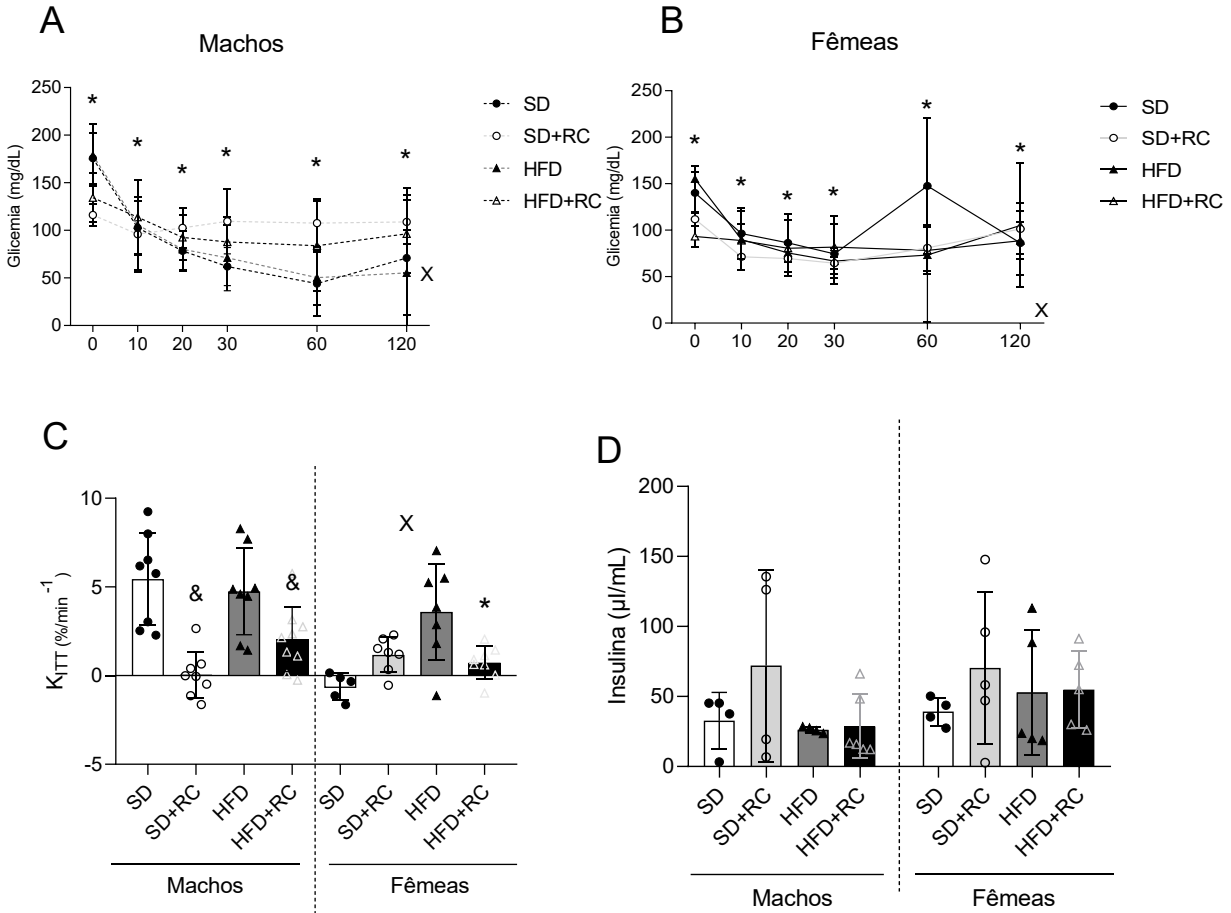 A
Machos
Glicemia (mg/dL)
250
200
150
100
50
0
* * * * * *
X
0 10 20 30 60 120
SD
SD+RC
HFD
HFD+RC
B
Fêmeas
Glicemia (mg/dL)
250
200
150
100
50
0
* * * * * *
X
0 10 20 30 60 120
SD
SD+RC
HFD
HFD+RC
C
KITT (%/min -1)
10
5
0
-5
& & X *
SD SD+RC HFD HFD+RC SD SD+RC HFD HFD+RC
Machos Fêmeas
D
Insulina (µI/mL)
200
150
100
50
0
SD SD+RC HFD HFD+RC SD SD+RC HFD HFD+RC
Machos Fêmeas